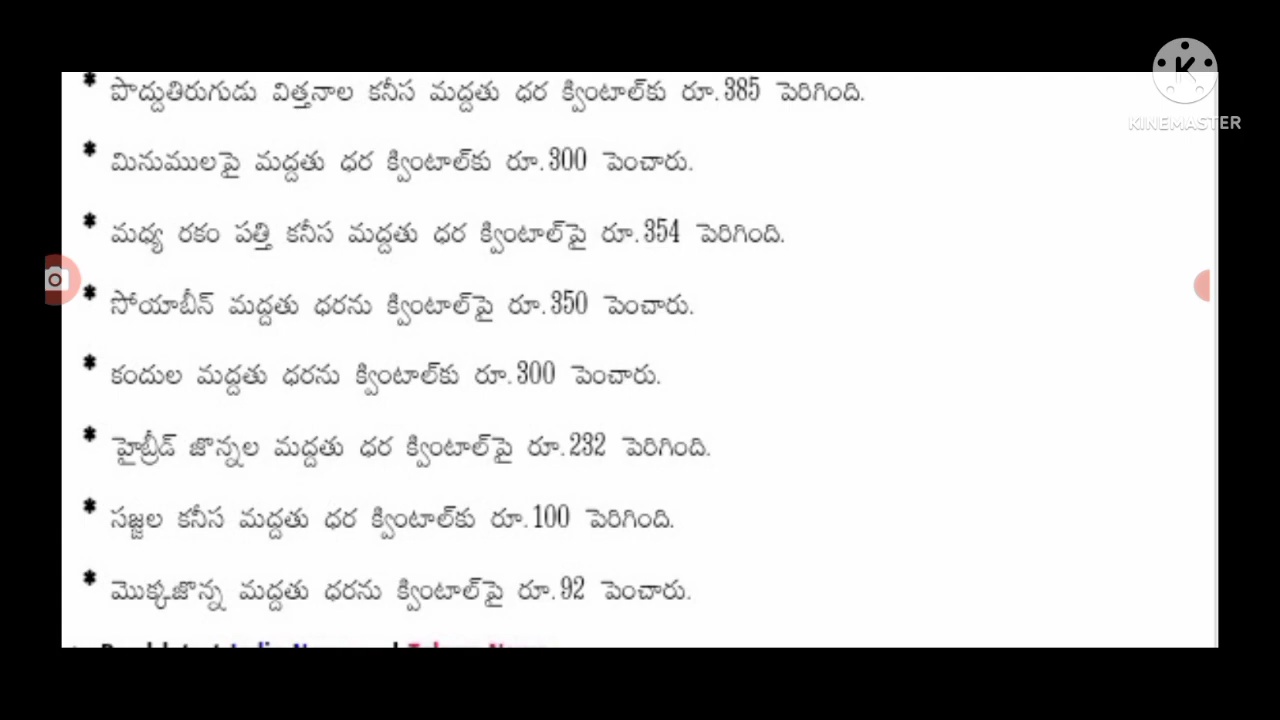 * పొద్దుతిరుగుడు విత్తనాల కనీస మద్దతు ధర క్వింటాల్‌కు రూ.385 పెరిగింది.
KINEMASTER
* మినుములపై మద్దతు ధర క్వింటాల్‌కు రూ.300 పెంచారు.
* మధ్య రకం పత్తి కనీస మద్దతు ధర క్వింటాల్‌పై రూ.354 పెరిగింది.
* సోయాబీన్ మద్దతు ధరను క్వింటాల్‌పై రూ.350 పెంచారు.
* కందుల మద్దతు ధరను క్వింటాల్‌కు రూ.300 పెంచారు.
* హైబ్రీడ్ జొన్నల మద్దతు ధర క్వింటాల్‌పై రూ.232 పెరిగింది.
* సజ్జల కనీస మద్దతు ధర క్వింటాల్‌కు రూ.100 పెరిగింది.
* మొక్కజొన్న మద్దతు ధరను క్వింటాల్‌పై రూ.92 పెంచారు.